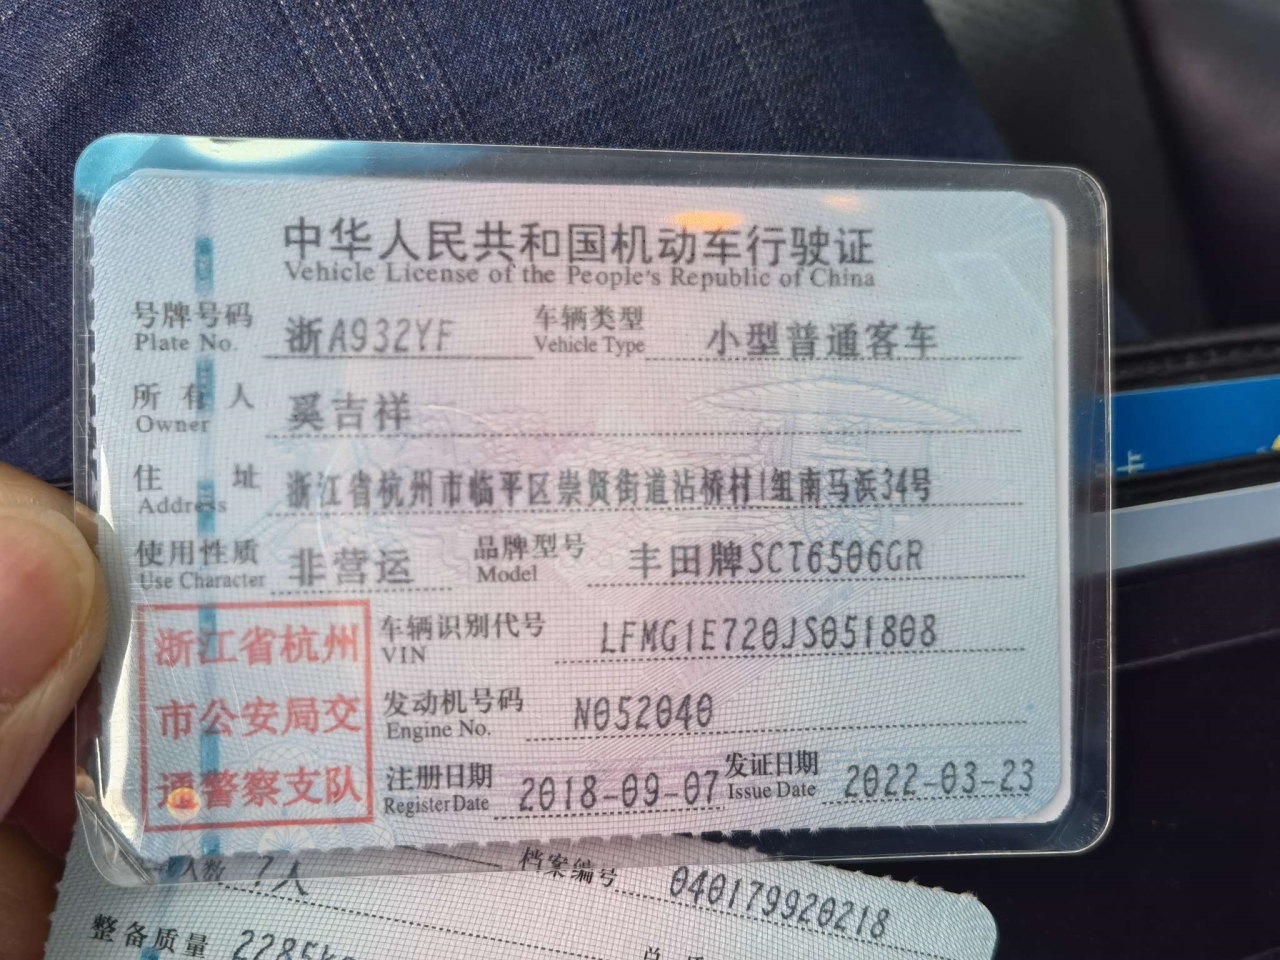 中华人民共和国机动车行驶证
Vehicle License of the People's Republic of China
号牌号码 浙A932YF 车辆类型 小型普通客车
Plate No. Vehicle Type
所有人 奚吉祥
Owner
住址 浙江省杭州市临平区崇贤街道沾桥村1组南马浜34号
Address
使用性质 非营运 品牌型号 丰田牌SCT6506GR
Use Character Model
浙江省杭州
市公安局交
通警察支队
车辆识别代号 LFMG1E720JS051808
VIN
发动机号码 N052040
Engine No.
注册日期 2018-09-07 发证日期 2022-03-23
Register Date Issue Date
人数 7人 档案编号 040179920218
整备质量 2285kg